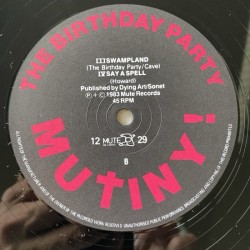 THE BIRTHDAY PARTY
III SWAMPLAND
(The Birthday Party/Cave)
IV SAY A SPELL
(Howard)
Published by Dying Art/Sonet
Ⓟ + © 1983 Mute Records
45 RPM
12 MUTE 29
B
MUTINY!